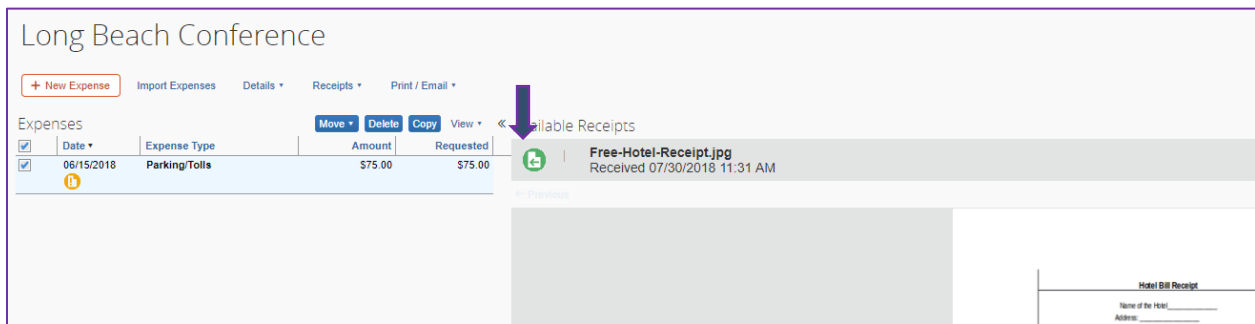 Long Beach Conference
+ New Expense Import Expenses Details Receipts Print / Email
Expenses Move Delete Copy View « ailable Receipts
Date Expense Type Amount Requested
06/15/2018 Parking/Tolls $75.00 $75.00
Free-Hotel-Receipt.jpg
Received 07/30/2018 11:31 AM
← Previous
Hotel Bill Receipt
Name of the Hotel
Address: